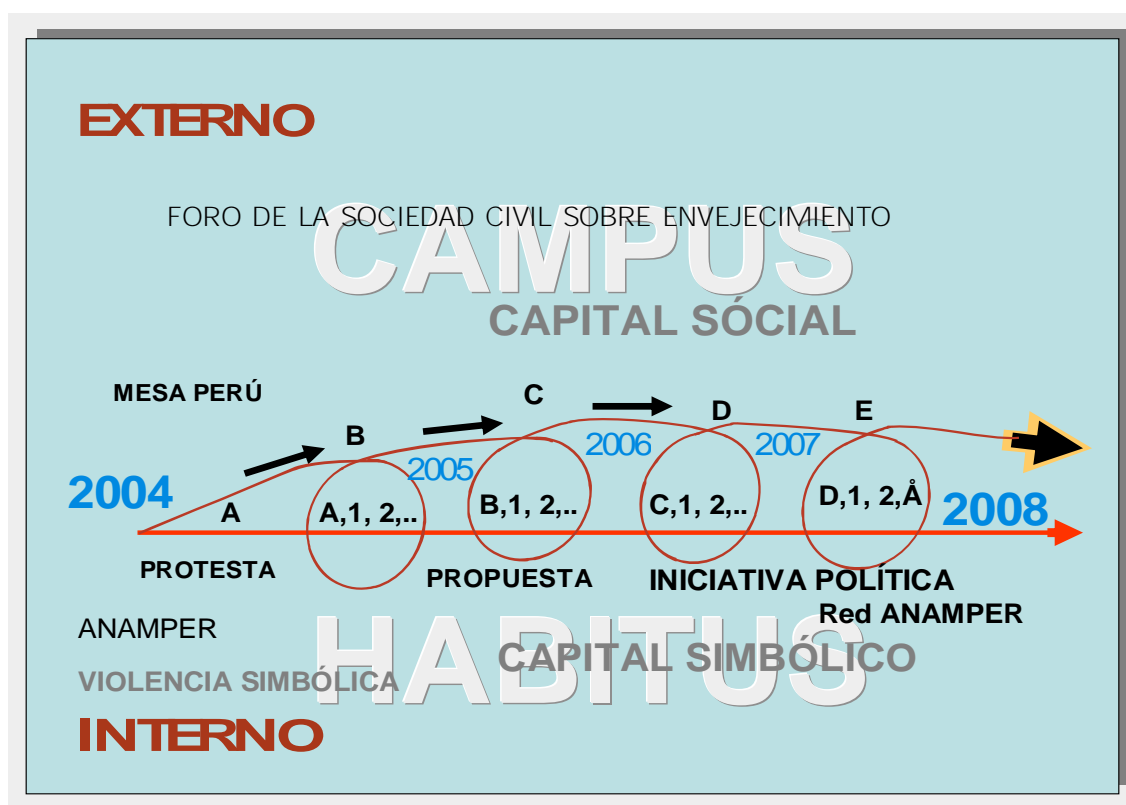 EXTERNO
FORO DE LA SOCIEDAD CIVIL SOBRE ENVEJECIMIENTO
CAMPUS
CAPITAL SÓCIAL
MESA PERÚ
C
D
E
B
2006
2007
2005
2004
A
A,1, 2,..
B,1, 2,..
C,1, 2,..
D,1, 2,Å
2008
PROTESTA
PROPUESTA
INICIATIVA POLÍTICA
Red ANAMPER
ANAMPER
HABITUS
CAPITAL SIMBÓLICO
VIOLENCIA SIMBÓLICA
INTERNO